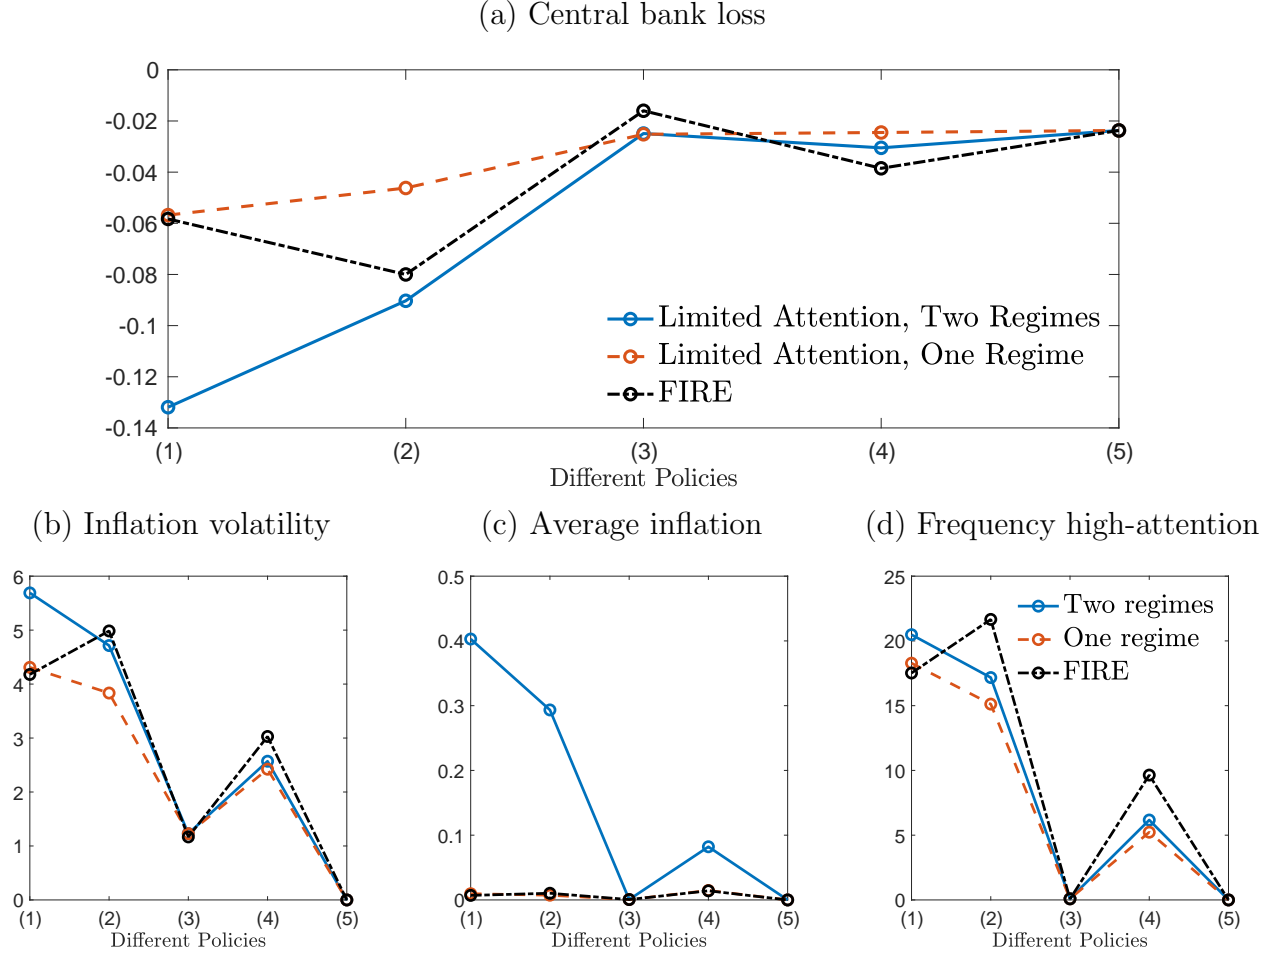 (a) Central bank loss
0
-0.02
-0.04
-0.06
-0.08
-0.1
-0.12
-0.14
Limited Attention, Two Regimes
Limited Attention, One Regime
FIRE
(1) (2) (3) (4) (5)
Different Policies
(b) Inflation volatility
6
5
4
3
2
1
0
(1) (2) (3) (4) (5)
Different Policies
(c) Average inflation
0.5
0.4
0.3
0.2
0.1
0
(1) (2) (3) (4) (5)
Different Policies
(d) Frequency high-attention
25
20
15
10
5
0
Two regimes
One regime
FIRE
(1) (2) (3) (4) (5)
Different Policies